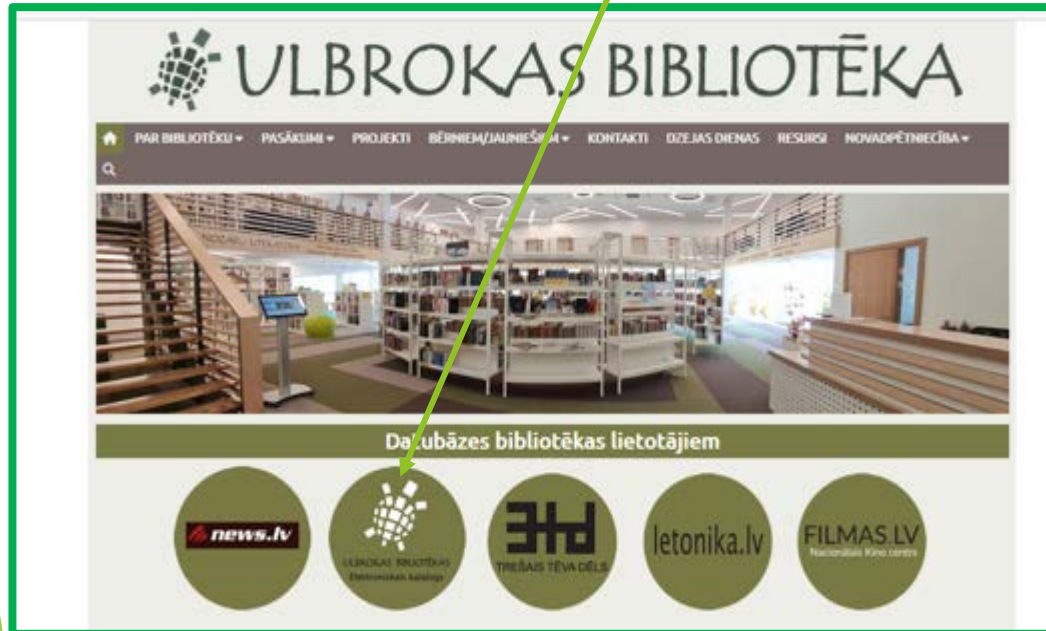 ULBROKAS BIBLIOTĒKA
PAR BIBLIOTĒKU PASĀKUMI PROJEKTI BĒRNIEM/JAUNIEŠIEM KONTAKTI DZEJAS DIENAS RESURSI NOVADPĒTNIECĪBA
Datubāzes bibliotēkas lietotājiem
news.lv
ULBROKAS BIBLIOTĒKAS
Elektroniskais katalogs
3td
TREŠAIS TĒVA DĒLS
letonika.lv
FILMAS.LV
Nacionālais Kino centrs